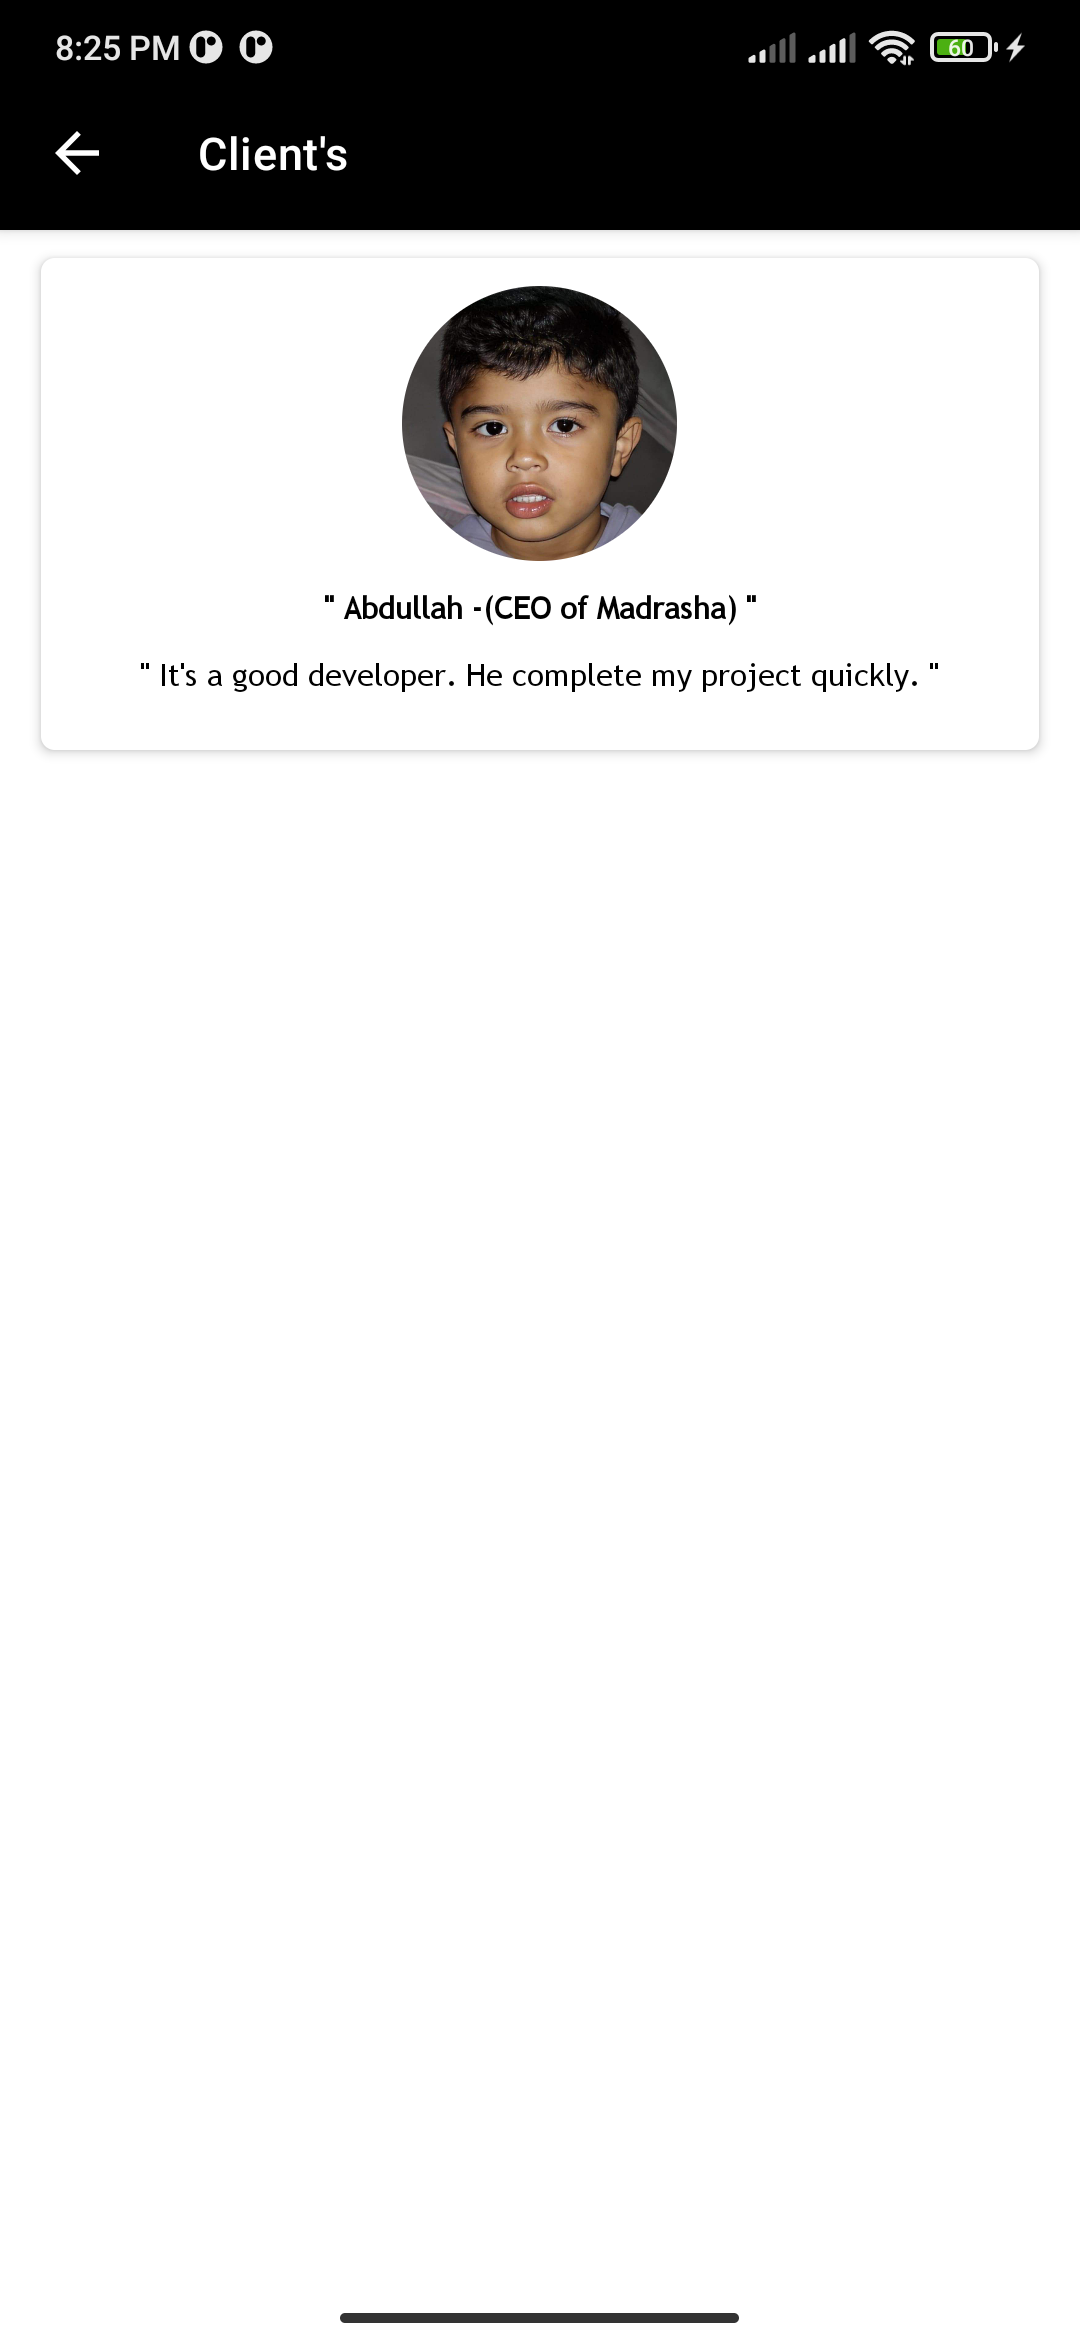 8:25 PM
60
Client's
" Abdullah -(CEO of Madrasha) "
" It's a good developer. He complete my project quickly. "